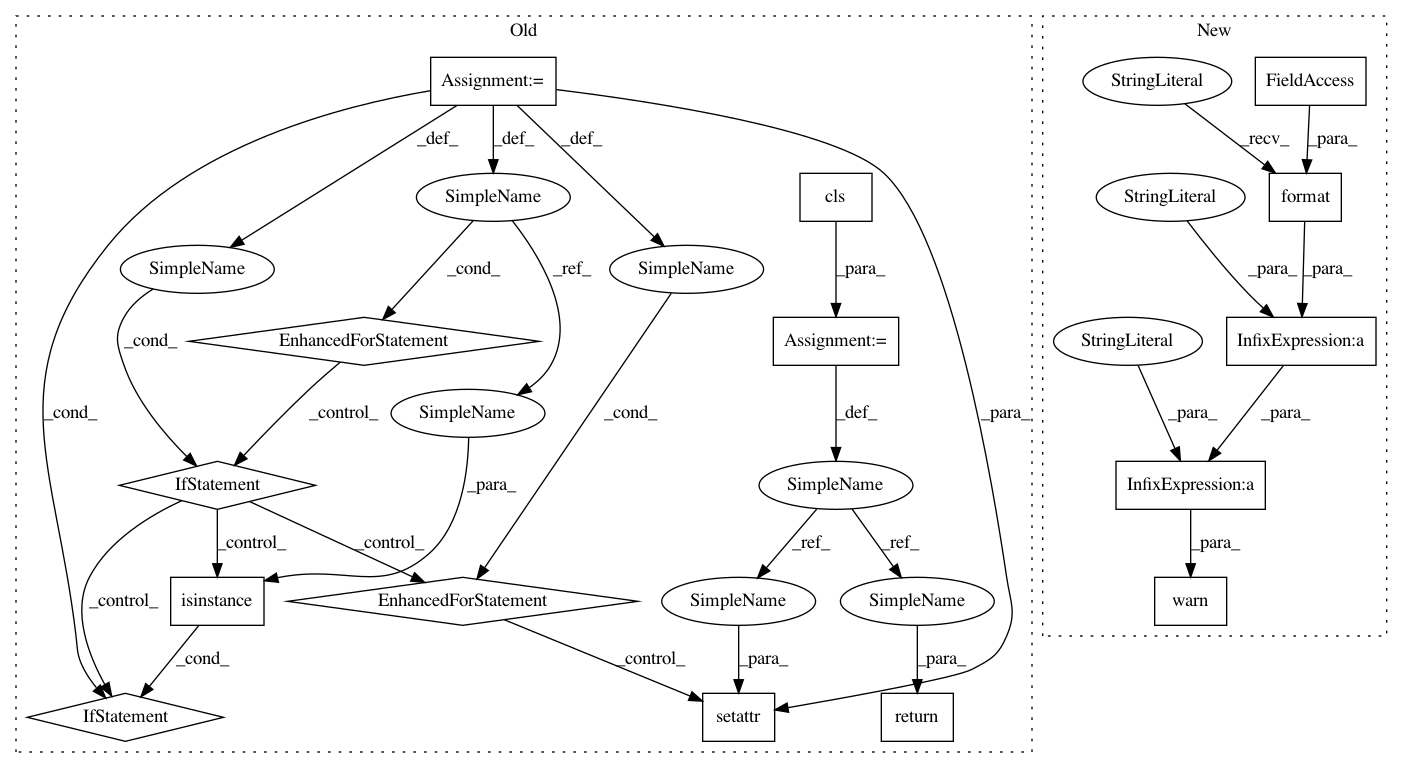 Old
New
Assignment:=
StringLiteral
FieldAccess
_def_
_def_
_def_
_recv_
_para_
SimpleName
cls
StringLiteral
format
SimpleName
SimpleName
_cond_
_ref_
_para_
_para_
_para_
_cond_
EnhancedForStatement
Assignment:=
StringLiteral
InfixExpression:a
_cond_
_control_
SimpleName
_cond_
_def_
_para_
_para_
_para_
IfStatement
_para_
SimpleName
InfixExpression:a
_control_
_control_
_ref_
_ref_
_para_
_control_
isinstance
EnhancedForStatement
SimpleName
SimpleName
warn
_cond_
_control_
_para_
_para_
IfStatement
setattr
return